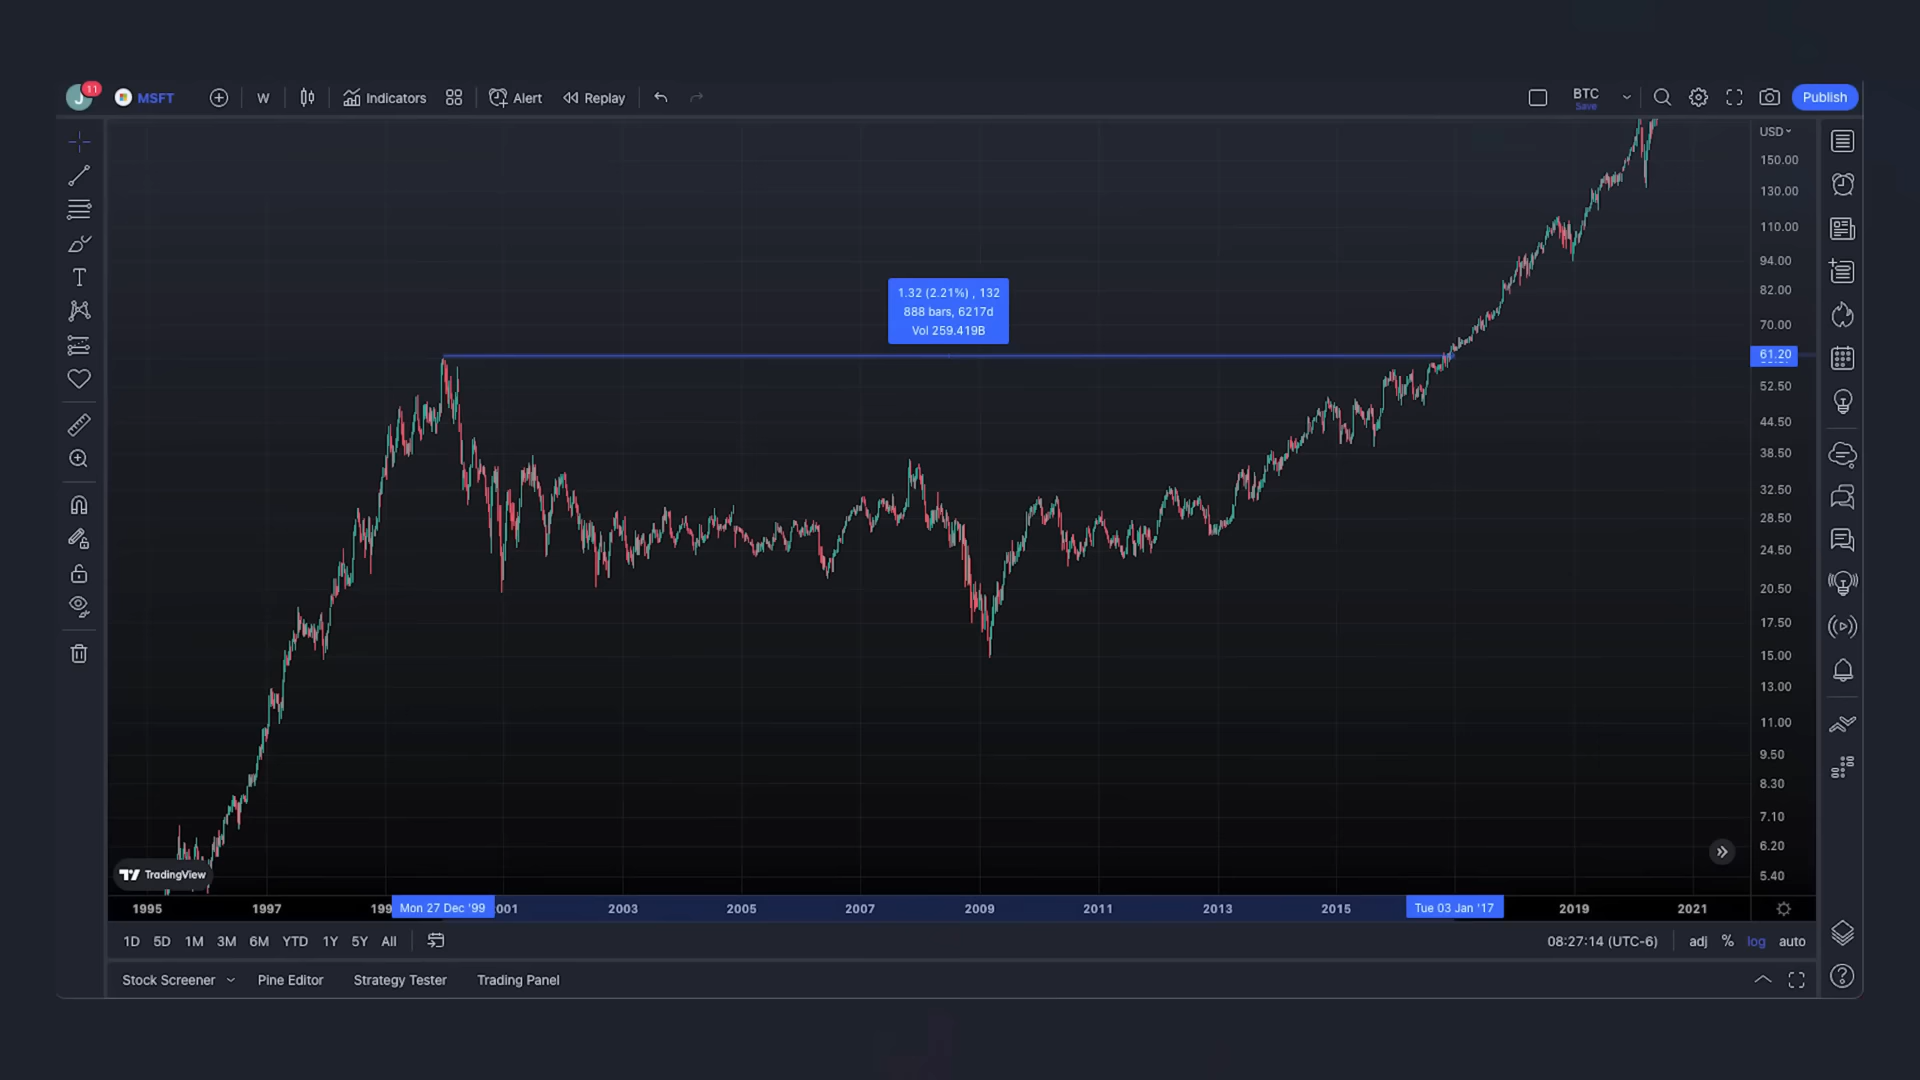 J 11 MSFT W Indicators Alert Replay BTC Save Publish
USD
150.00
130.00
110.00
94.00
82.00
70.00
61.20
52.50
44.50
38.50
32.50
28.50
24.50
20.50
17.50
15.00
13.00
11.00
9.50
8.30
7.10
6.20
5.40
1.32 (2.21%) , 132
888 bars, 6217d
Vol 259.419B
TradingView
1995 1997 199 Mon 27 Dec '99 001 2003 2005 2007 2009 2011 2013 2015 Tue 03 Jan '17 2019 2021
1D 5D 1M 3M 6M YTD 1Y 5Y All 08:27:14 (UTC-6) adj % log auto
Stock Screener Pine Editor Strategy Tester Trading Panel